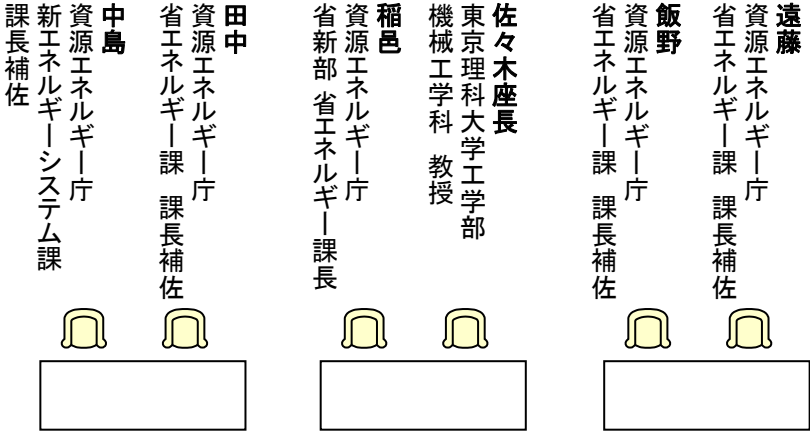 遠藤
資源エネルギー庁
省エネルギー課 課長補佐
飯野
資源エネルギー庁
省エネルギー課 課長補佐
佐々木座長
東京理科大学工学部
機械工学科 教授
稲邑
資源エネルギー庁
省新部 省エネルギー課長
田中
資源エネルギー庁
省エネルギー課 課長補佐
中島
資源エネルギー庁
新エネルギーシステム課
課長補佐